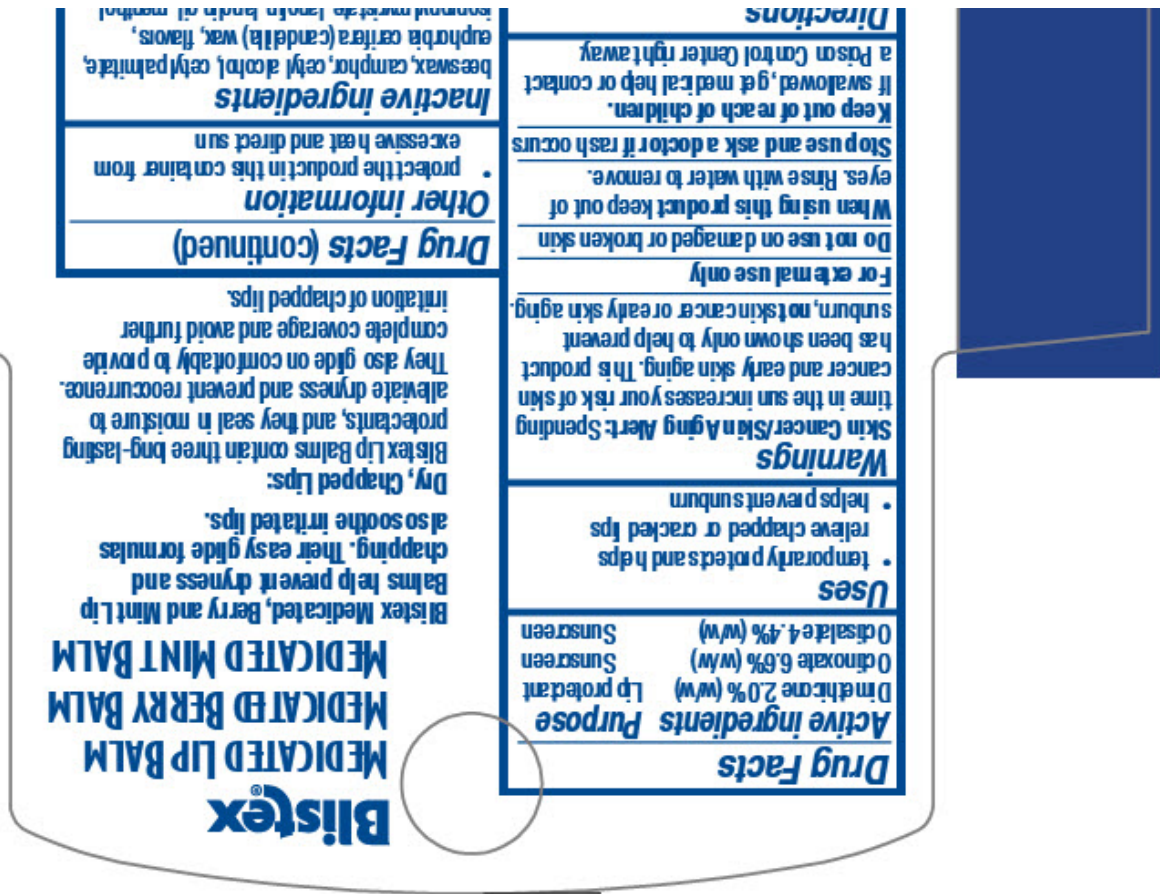 Blistex®
MEDICATED LIP BALM
MEDICATED BERRY BALM
MEDICATED MINT BALM
Blistex Medicated, Berry and Mint Lip
Balms help prevent dryness and
chapping. Their easy glide formulas
also soothe irritated lips.
Dry, Chapped Lips:
Blistex Lip Balms contain three long-lasting
protectants, and they seal in moisture to
alleviate dryness and prevent reoccurrence.
They also glide on comfortably to provide
complete coverage and avoid further
irritation of chapped lips.
Drug Facts
Active ingredients Purpose
Dimethicone 2.0% (w/w) Lip protectant
Octinoxate 6.6% (w/w) Sunscreen
Octisalate 4.4% (w/w) Sunscreen
Uses
• temporarily protects and helps
relieve chapped or cracked lips
• helps prevent sunburn
Warnings
Skin Cancer/Skin Aging Alert: Spending
time in the sun increases your risk of skin
cancer and early skin aging. This product
has been shown only to help prevent
sunburn, not skin cancer or early skin aging.
For external use only
Do not use on damaged or broken skin
When using this product keep out of
eyes. Rinse with water to remove.
Stop use and ask a doctor if rash occurs
Keep out of reach of children.
If swallowed, get medical help or contact
a Poison Control Center right away
Directions
Drug Facts (continued)
Other information
• protect the product in this container from
excessive heat and direct sun
Inactive ingredients
beeswax, camphor, cetyl alcohol, cetyl palmitate,
euphorbia cerifera (candelilla) wax, flavors,
isopropyl myristate, lanolin, lanolin oil, menthol